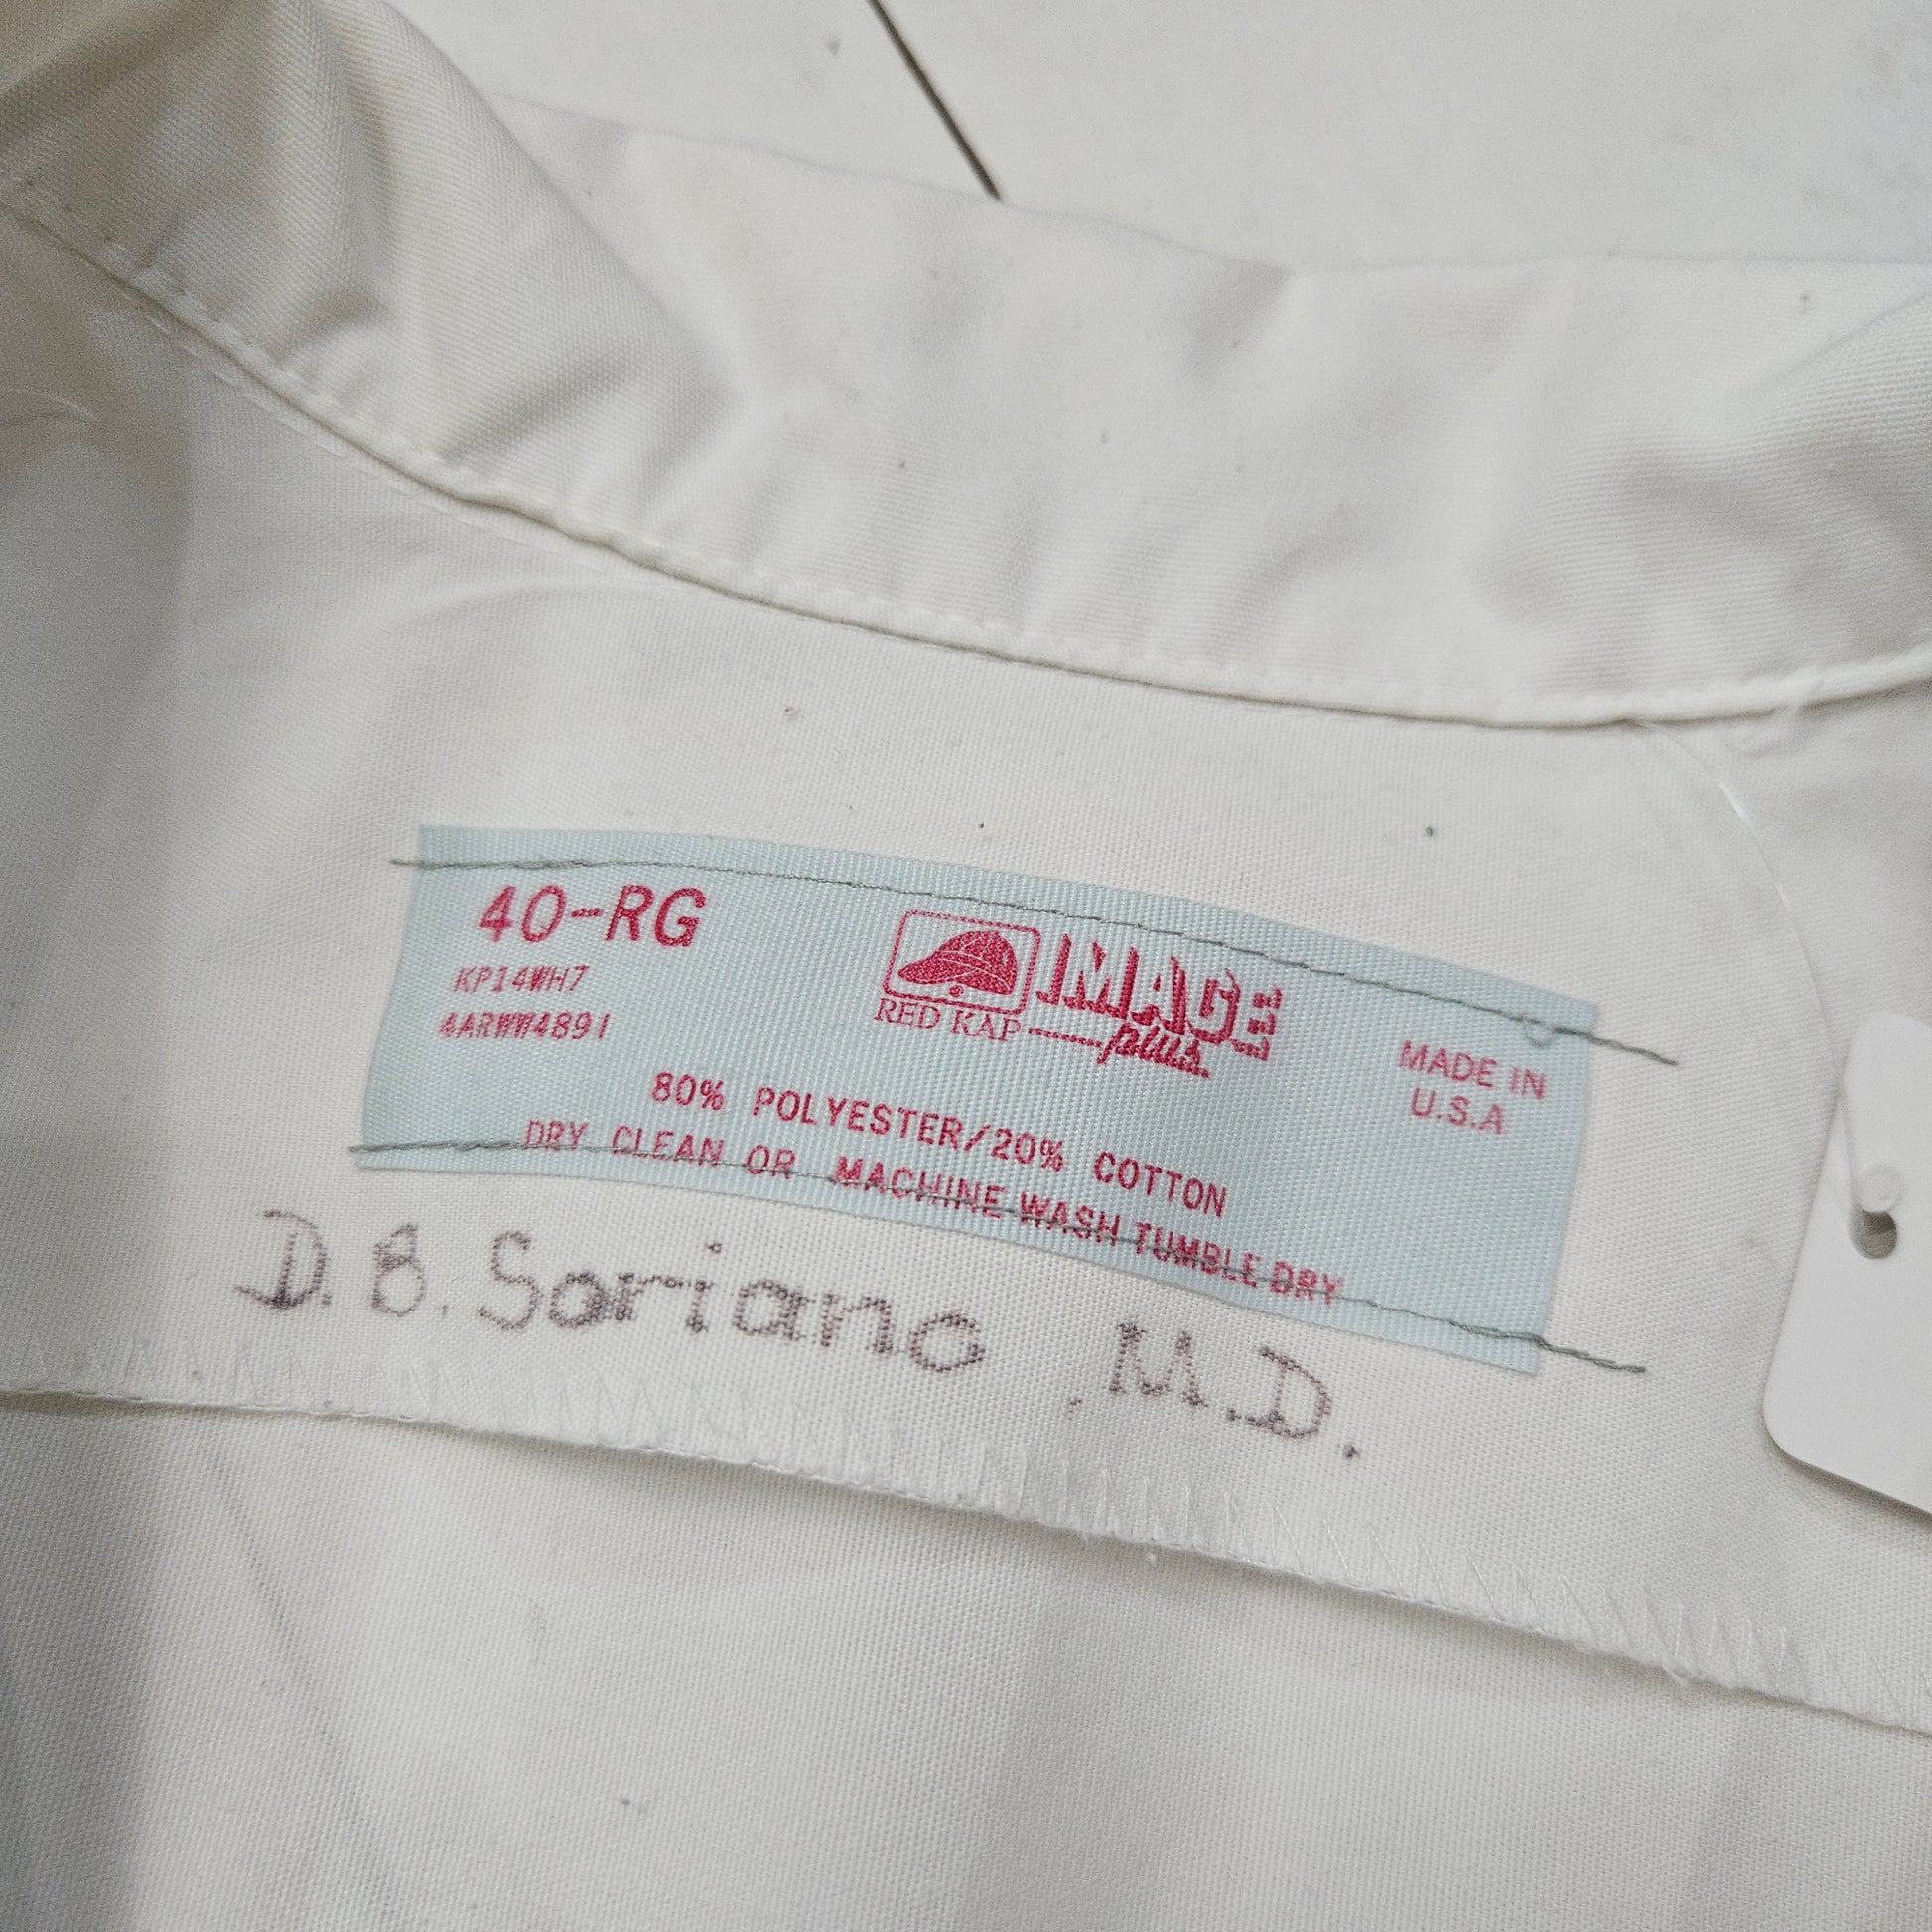 40-RG
KP14WH7
4ARWW4891
RED KAP IMAGE
plus
MADE IN
U.S.A
80% POLYESTER/20% COTTON
DRY CLEAN OR MACHINE WASH TUMBLE DRY
D.B. Soriano, M.D.